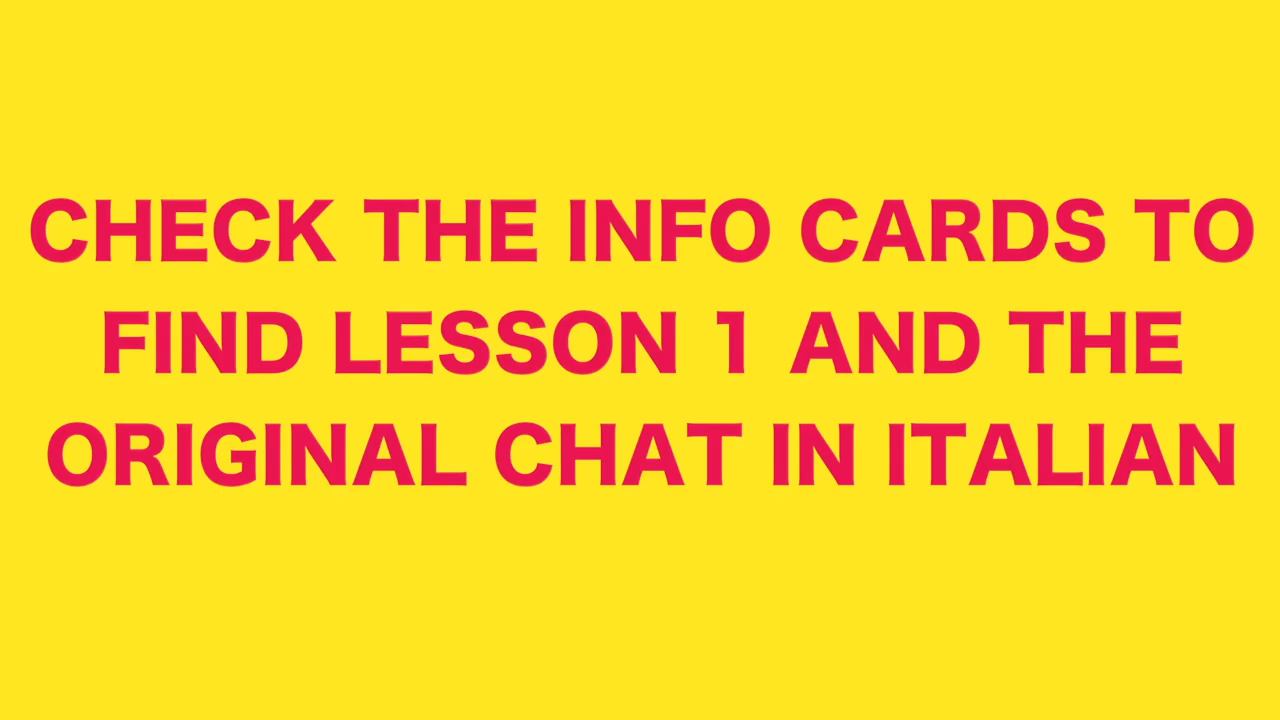 CHECK THE INFO CARDS TO
FIND LESSON 1 AND THE
ORIGINAL CHAT IN ITALIAN